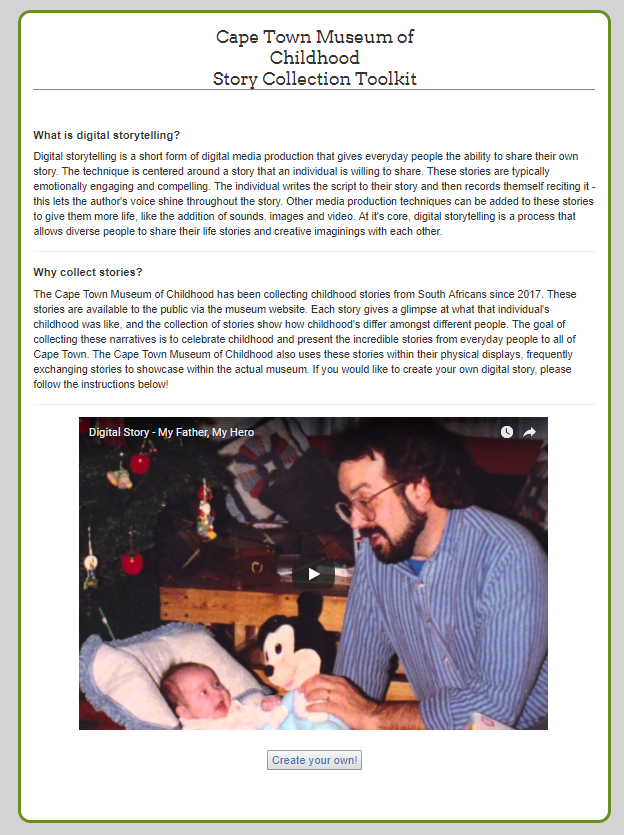 Cape Town Museum of
Childhood
Story Collection Toolkit
What is digital storytelling?
Digital storytelling is a short form of digital media production that gives everyday people the ability to share their own
story. The technique is centered around a story that an individual is willing to share. These stories are typically
emotionally engaging and compelling. The individual writes the script to their story and then records themself reciting it -
this lets the author's voice shine throughout the story. Other media production techniques can be added to these stories
to give them more life, like the addition of sounds, images and video. At it's core, digital storytelling is a process that
allows diverse people to share their life stories and creative imaginings with each other.
Why collect stories?
The Cape Town Museum of Childhood has been collecting childhood stories from South Africans since 2017. These
stories are available to the public via the museum website. Each story gives a glimpse at what that individual's
childhood was like, and the collection of stories show how childhood's differ amongst different people. The goal of
collecting these narratives is to celebrate childhood and present the incredible stories from everyday people to all of
Cape Town. The Cape Town Museum of Childhood also uses these stories within their physical displays, frequently
exchanging stories to showcase within the actual museum. If you would like to create your own digital story, please
follow the instructions below!
Digital Story - My Father, My Hero
Create your own!